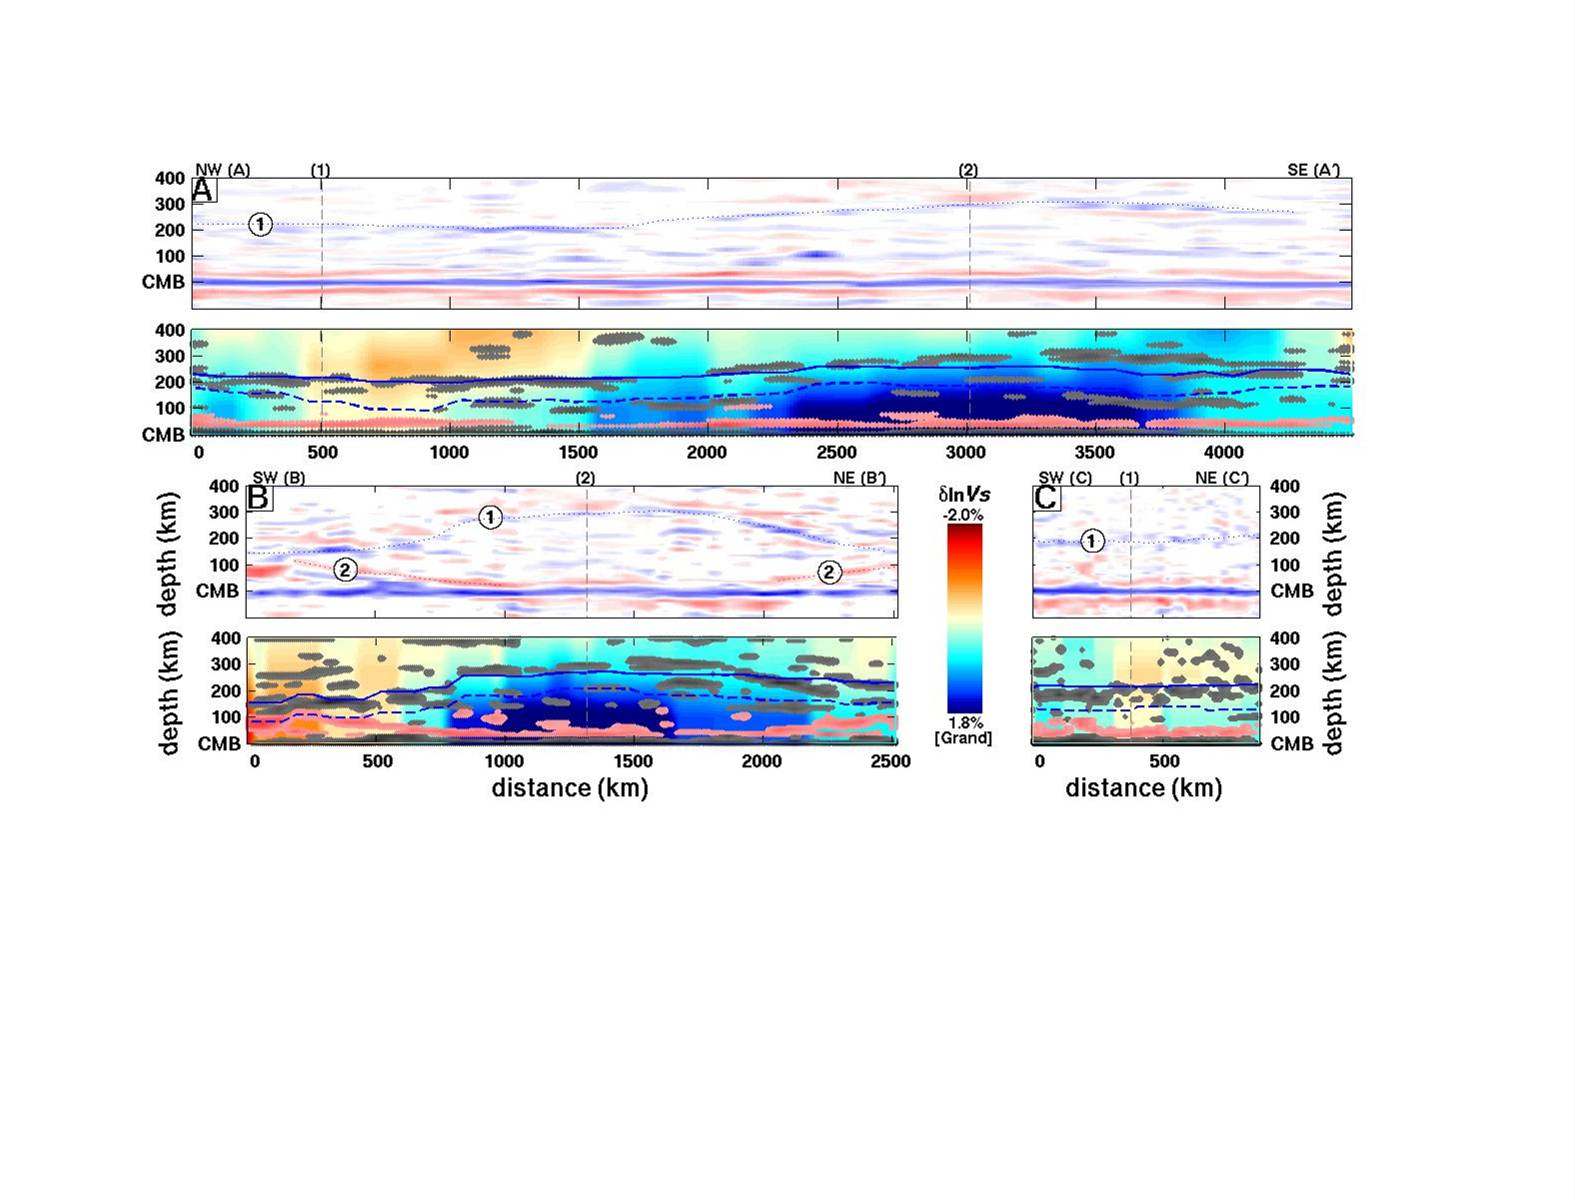 NW (A) (1) (2) SE (A′)
A
400
300
200
100
CMB
1
400
300
200
100
CMB
0 500 1000 1500 2000 2500 3000 3500 4000
SW (B) (2) NE (B′)
B
400
300
200
100
CMB
depth (km)
1
2
2
400
300
200
100
CMB
depth (km)
0 500 1000 1500 2000 2500
distance (km)
δlnVs
-2.0%
1.8%
[Grand]
SW (C) (1) NE (C′)
C
400
300
200
100
CMB
depth (km)
1
400
300
200
100
CMB
depth (km)
0 500
distance (km)